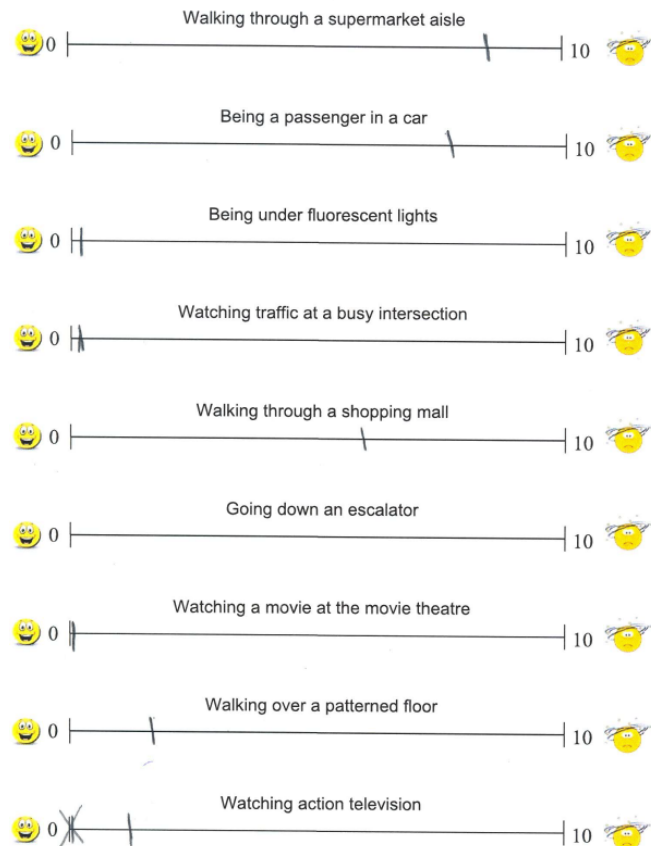 Walking through a supermarket aisle
0 10
Being a passenger in a car
0 10
Being under fluorescent lights
0 10
Watching traffic at a busy intersection
0 10
Walking through a shopping mall
0 10
Going down an escalator
0 10
Watching a movie at the movie theatre
0 10
Walking over a patterned floor
0 10
Watching action television
0 10